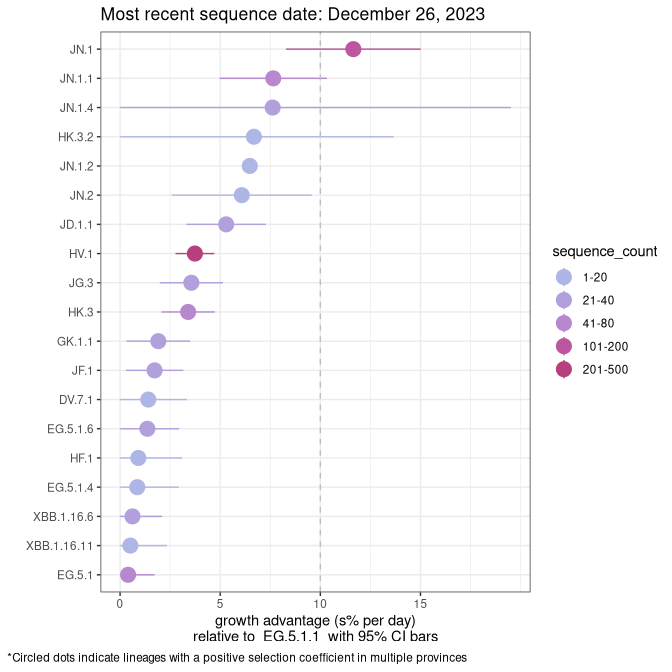 Most recent sequence date: December 26, 2023
JN.1
JN.1.1
JN.1.4
HK.3.2
JN.1.2
JN.2
JD.1.1
HV.1
JG.3
HK.3
GK.1.1
JF.1
DV.7.1
EG.5.1.6
HF.1
EG.5.1.4
XBB.1.16.6
XBB.1.16.11
EG.5.1
0 5 10 15
growth advantage (s% per day)
relative to EG.5.1.1 with 95% CI bars
sequence_count
1-20
21-40
41-80
101-200
201-500
*Circled dots indicate lineages with a positive selection coefficient in multiple provinces